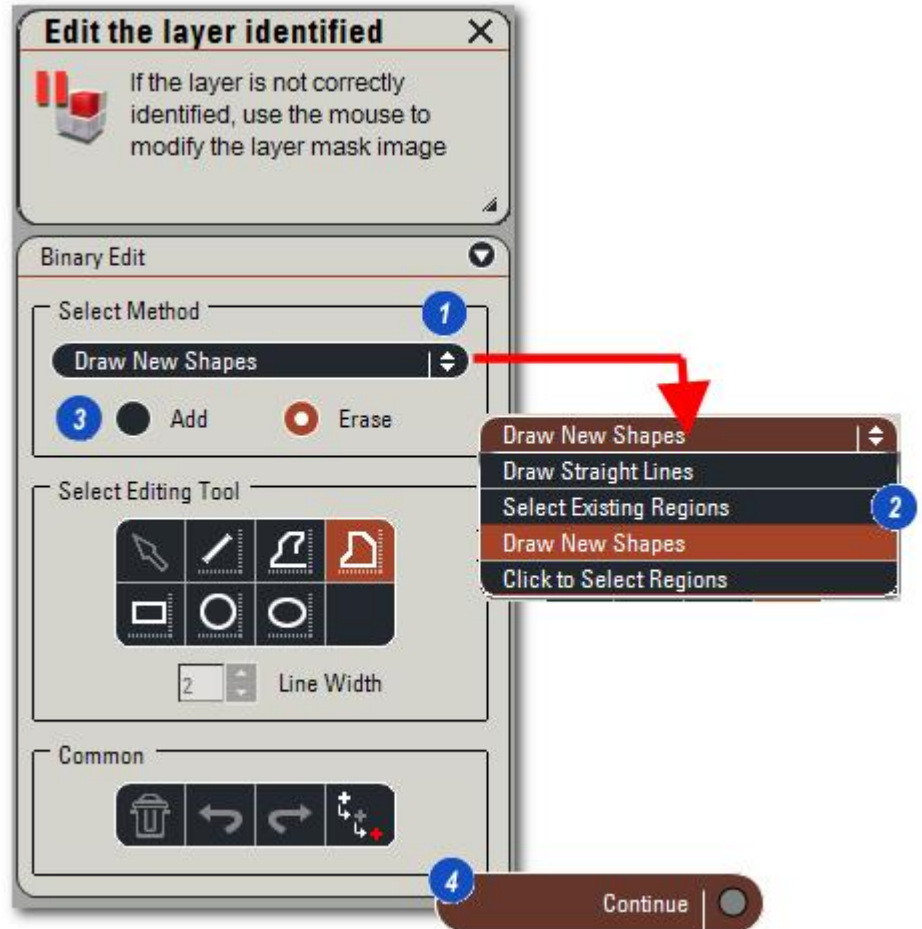 Edit the layer identified
If the layer is not correctly
identified, use the mouse to
modify the layer mask image
Binary Edit
Select Method
1
Draw New Shapes
3
Add
Erase
Draw New Shapes
Draw Straight Lines
Select Existing Regions
2
Draw New Shapes
Click to Select Regions
Select Editing Tool
2
Line Width
Common
4
Continue